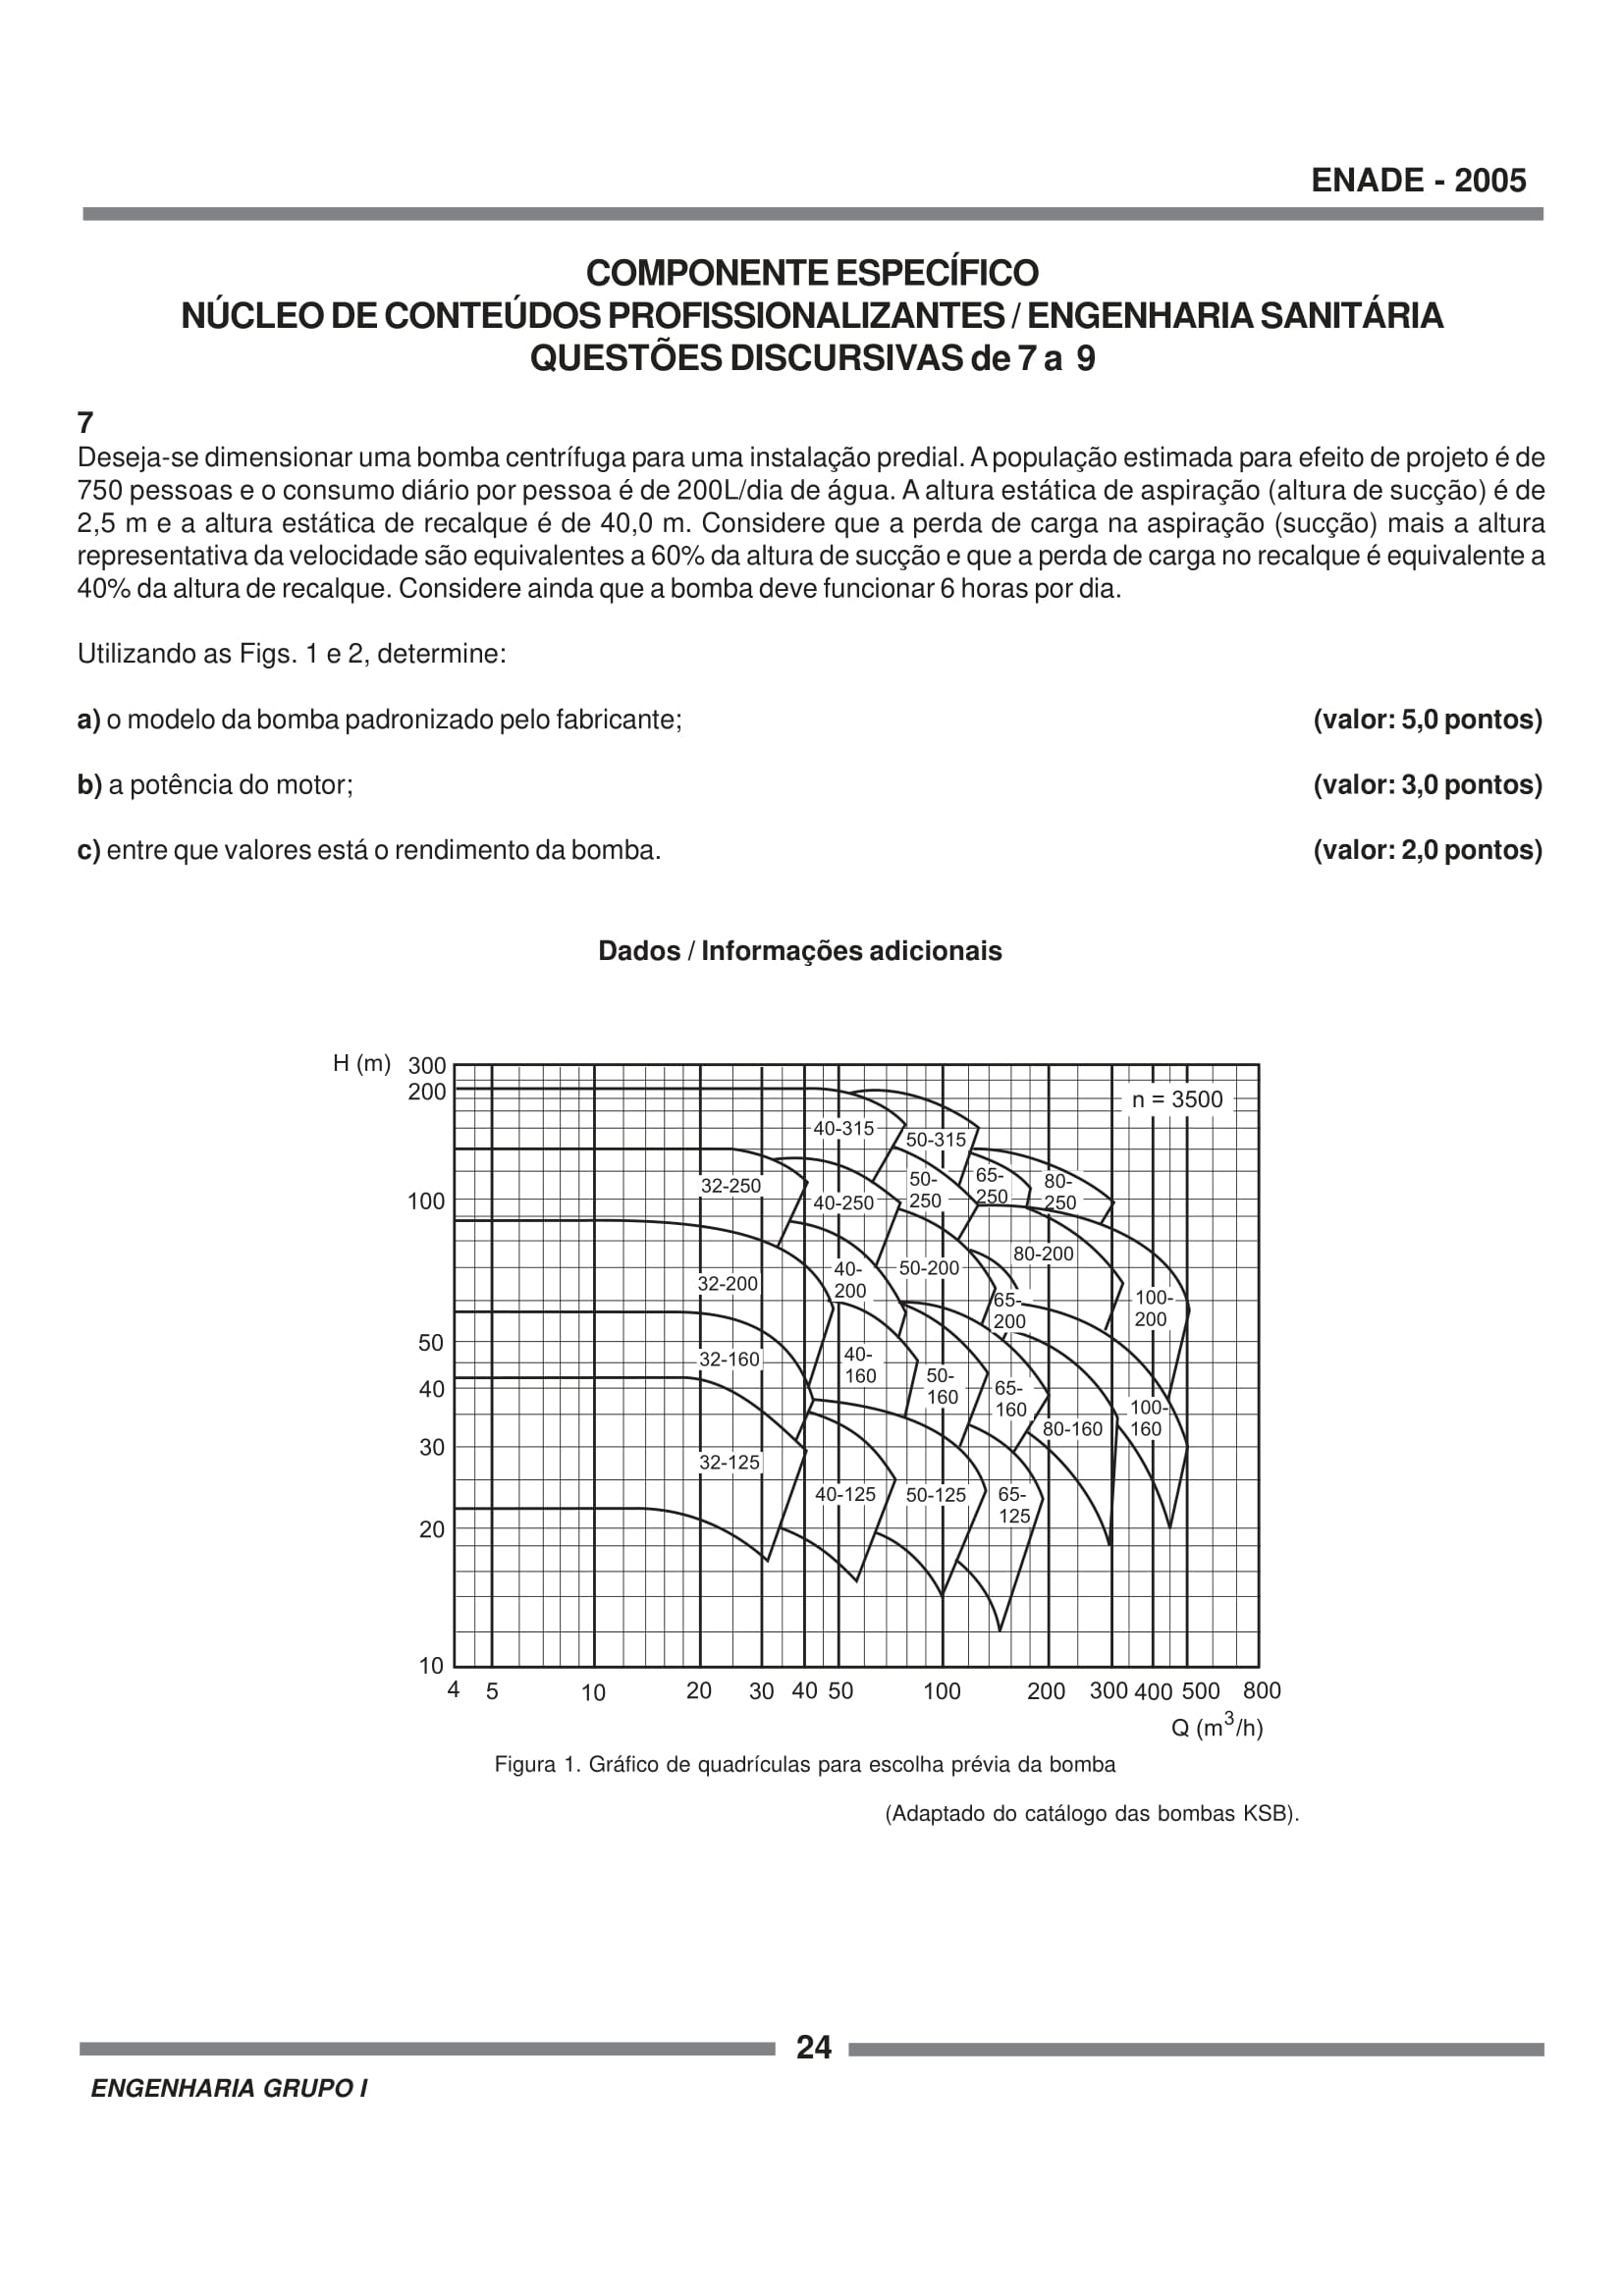 ENADE - 2005
COMPONENTE ESPECÍFICO
NÚCLEO DE CONTEÚDOS PROFISSIONALIZANTES / ENGENHARIA SANITÁRIA
QUESTÕES DISCURSIVAS de 7 a 9
7
Deseja-se dimensionar uma bomba centrífuga para uma instalação predial. A população estimada para efeito de projeto é de
750 pessoas e o consumo diário por pessoa é de 200L/dia de água. A altura estática de aspiração (altura de sucção) é de
2,5 m e a altura estática de recalque é de 40,0 m. Considere que a perda de carga na aspiração (sucção) mais a altura
representativa da velocidade são equivalentes a 60% da altura de sucção e que a perda de carga no recalque é equivalente a
40% da altura de recalque. Considere ainda que a bomba deve funcionar 6 horas por dia.
Utilizando as Figs. 1 e 2, determine:
a) o modelo da bomba padronizado pelo fabricante; (valor: 5,0 pontos)
b) a potência do motor; (valor: 3,0 pontos)
c) entre que valores está o rendimento da bomba. (valor: 2,0 pontos)
Dados / Informações adicionais
H (m) 300
200
n = 3500
40-315
50-315
32-250
40-250
50-
250
65-
250
80-
250
100
80-200
32-200
40-
200
50-200
65-
200
100-
200
50
32-160
40-
160
50-
160
65-
160
40
80-160
100-
160
30
32-125
40-125
50-125
65-
125
20
10
4 5 10 20 30 40 50 100 200 300 400 500 800
Q (m3/h)
Figura 1. Gráfico de quadrículas para escolha prévia da bomba
(Adaptado do catálogo das bombas KSB).
24
ENGENHARIA GRUPO I